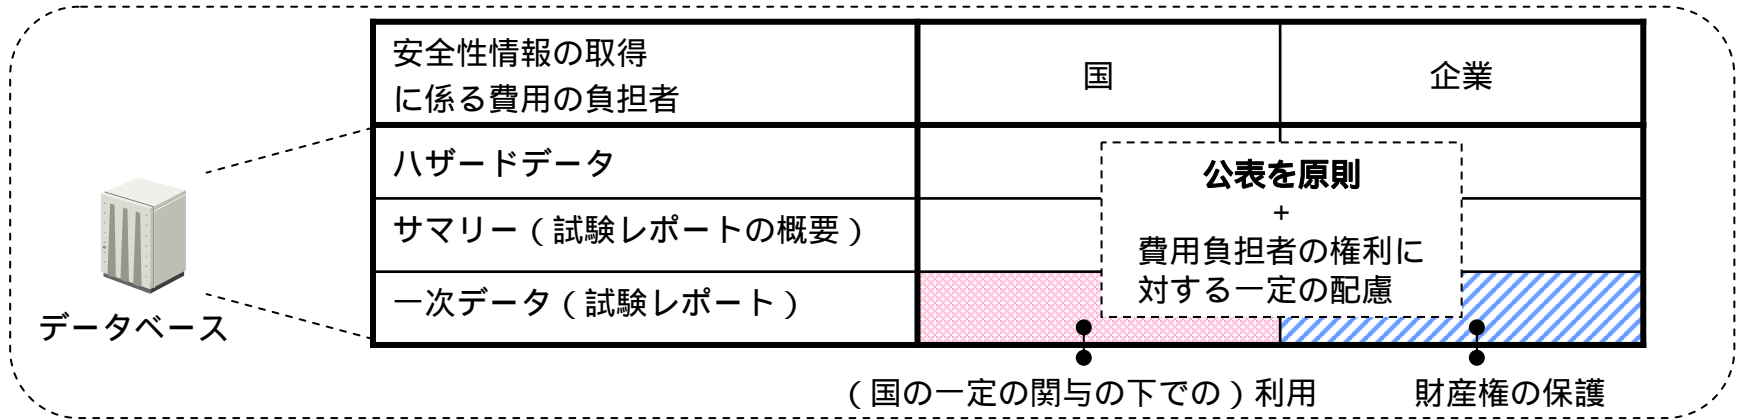 安全性情報の取得
に係る費用の負担者
国
企業
ハザードデータ
サマリー(試験レポートの概要)
一次データ(試験レポート)
公表を原則
+
費用負担者の権利に
対する一定の配慮
データベース
(国の一定の関与の下での)利用
財産権の保護